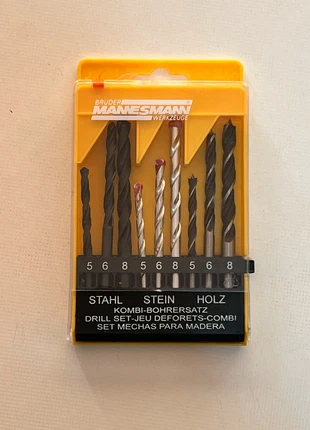 BRÜDER
MANNESMANN
WERKZEUGE
5 6 8 5 6 8 5 6 8
STAHL STEIN HOLZ
KOMBI-BOHRERSATZ
DRILL SET-JEU DEFORETS-COMBI
SET MECHAS PARA MADERA